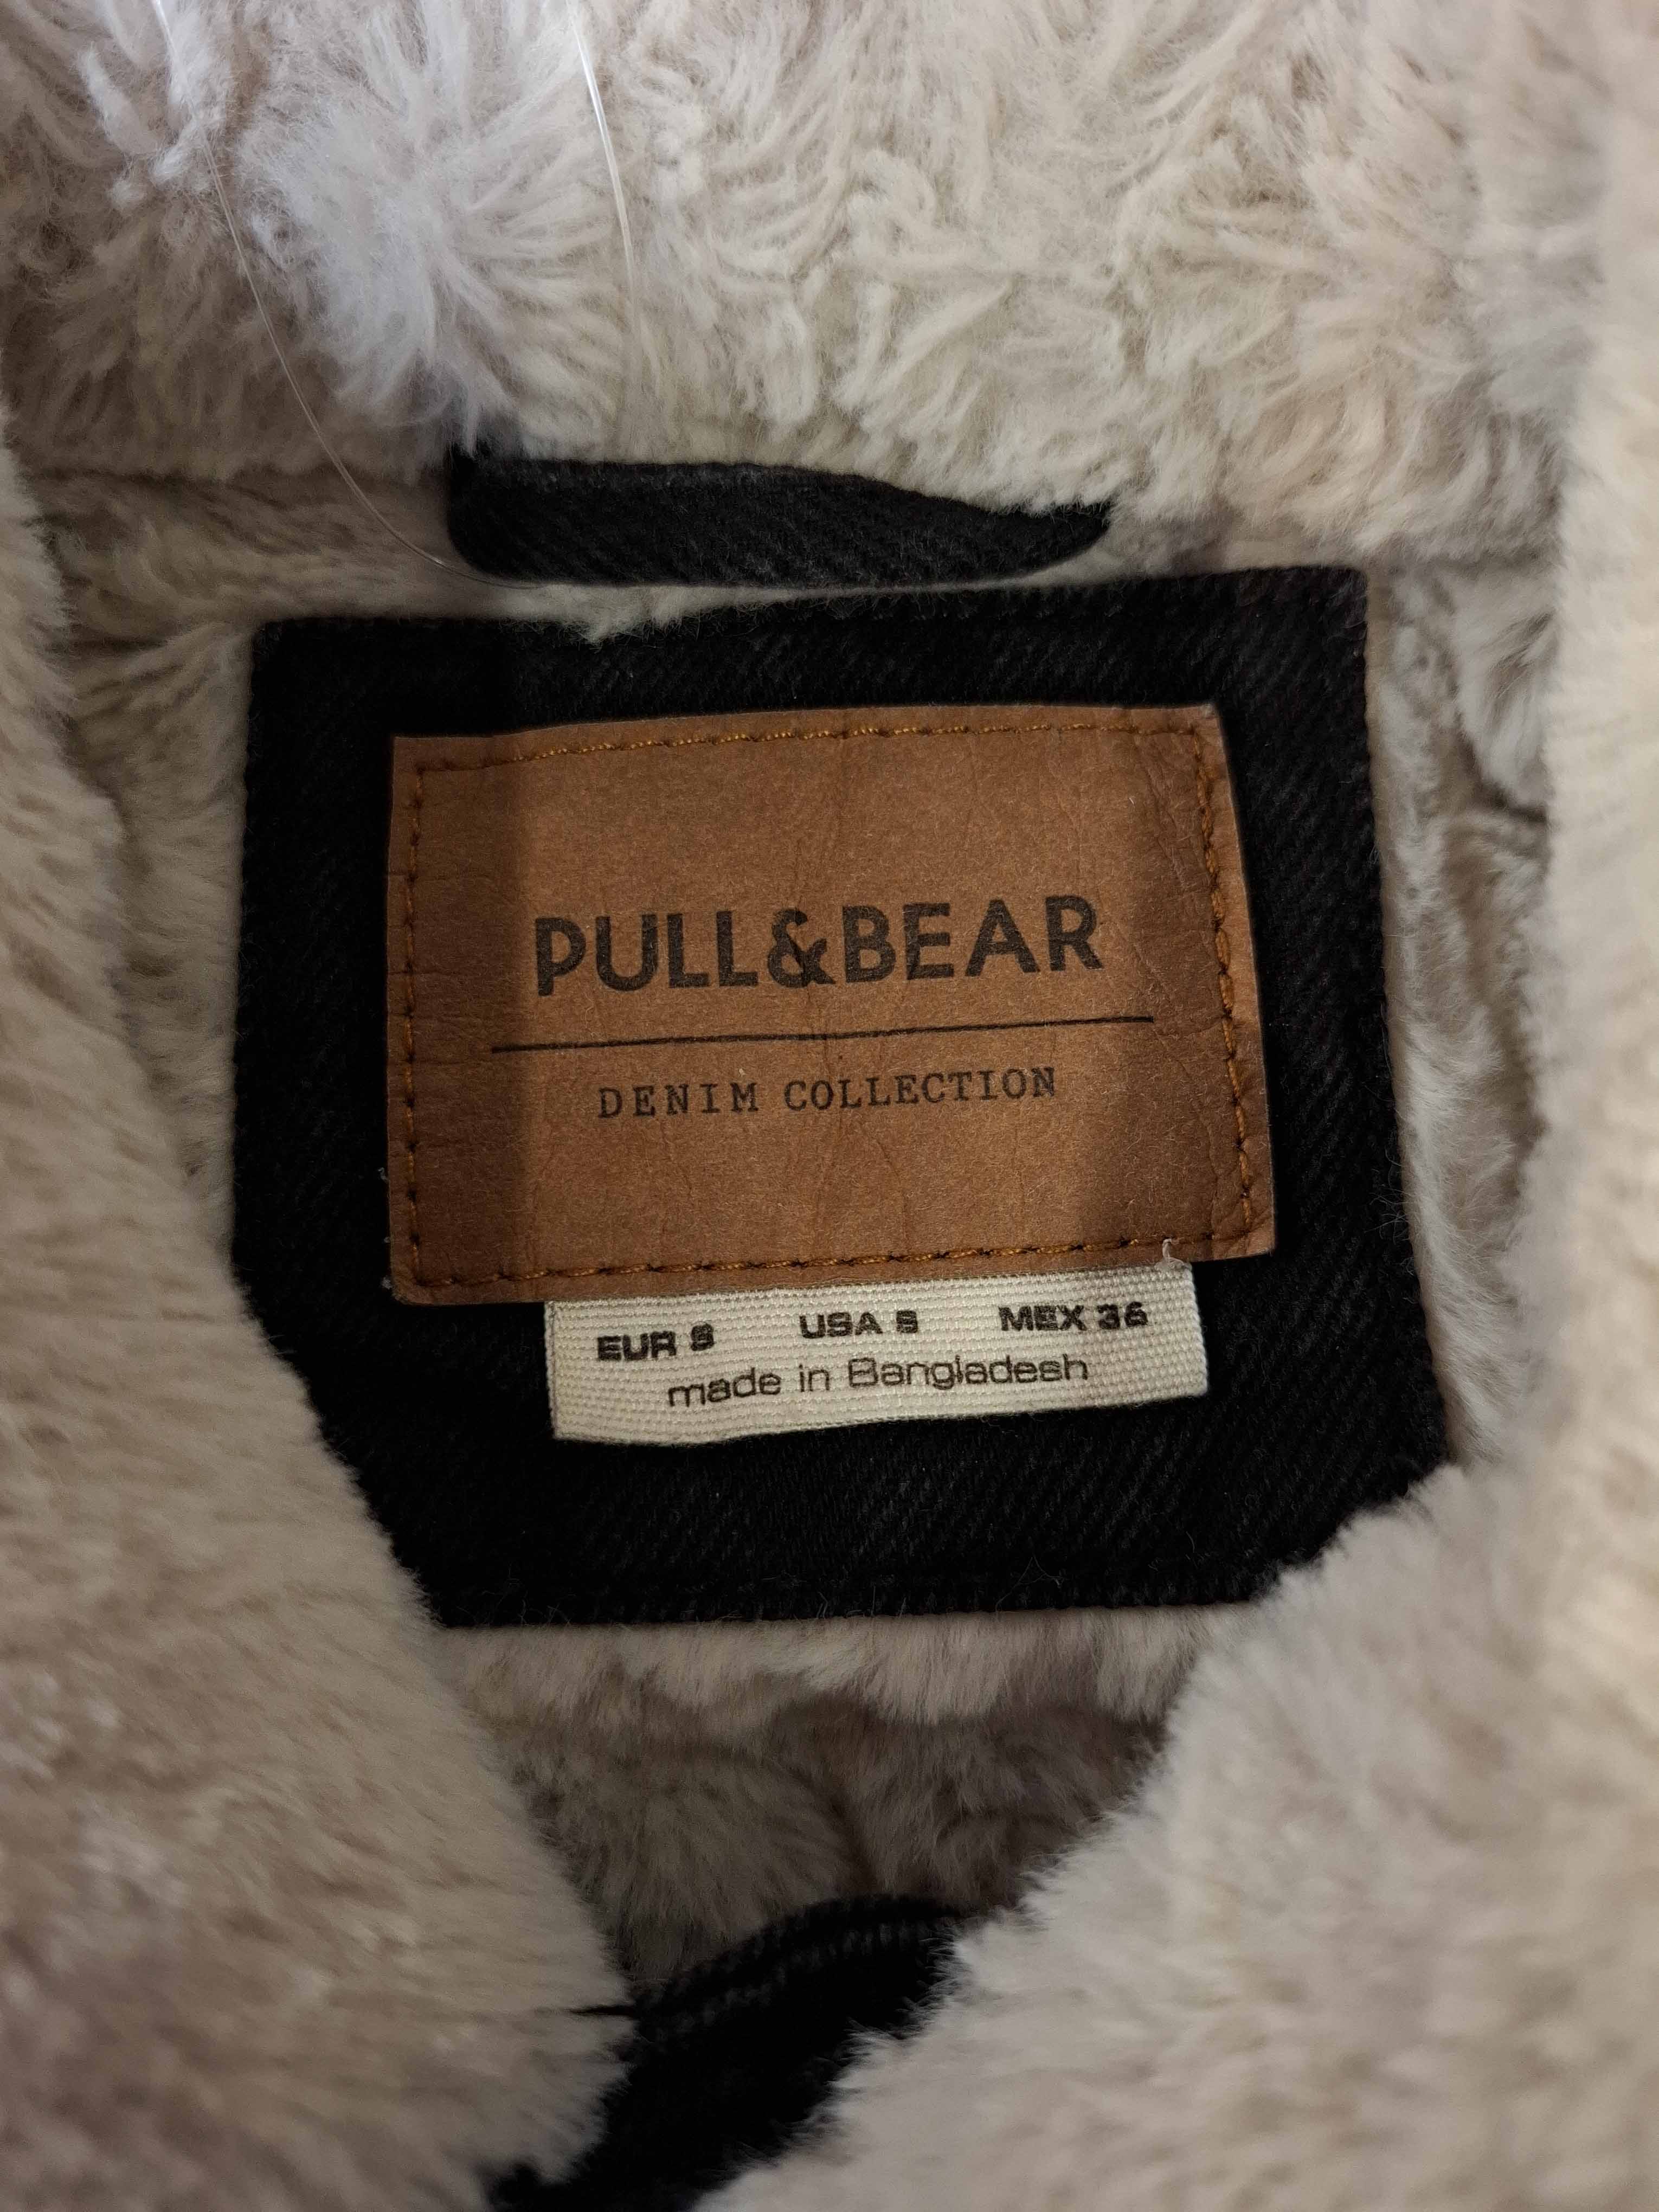 PULL&BEAR
DENIM COLLECTION
EUR S USA S MEX 36
made in Bangladesh